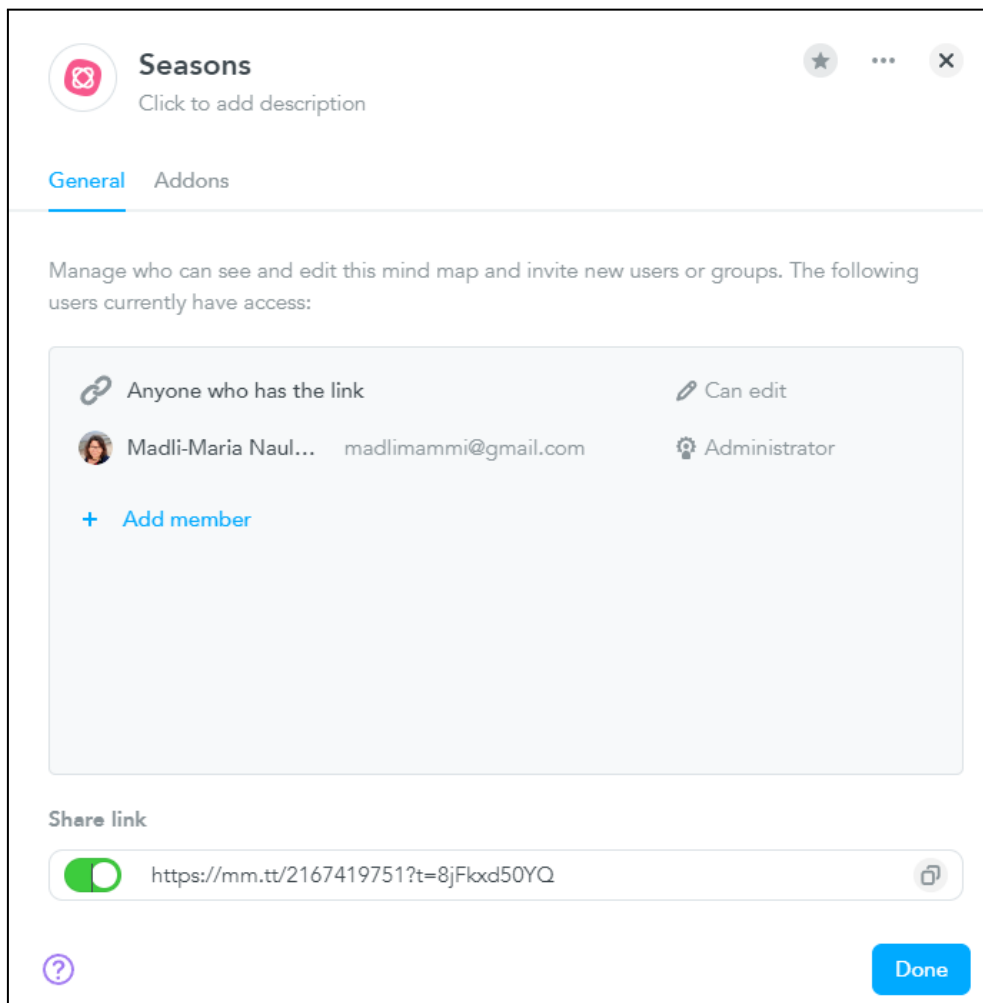 Seasons
Click to add description
General Addons
Manage who can see and edit this mind map and invite new users or groups. The following
users currently have access:
Anyone who has the link Can edit
Madli-Maria Naul... madlimammi@gmail.com Administrator
+ Add member
Share link
https://mm.tt/2167419751?t=8jFkxd50YQ
? Done